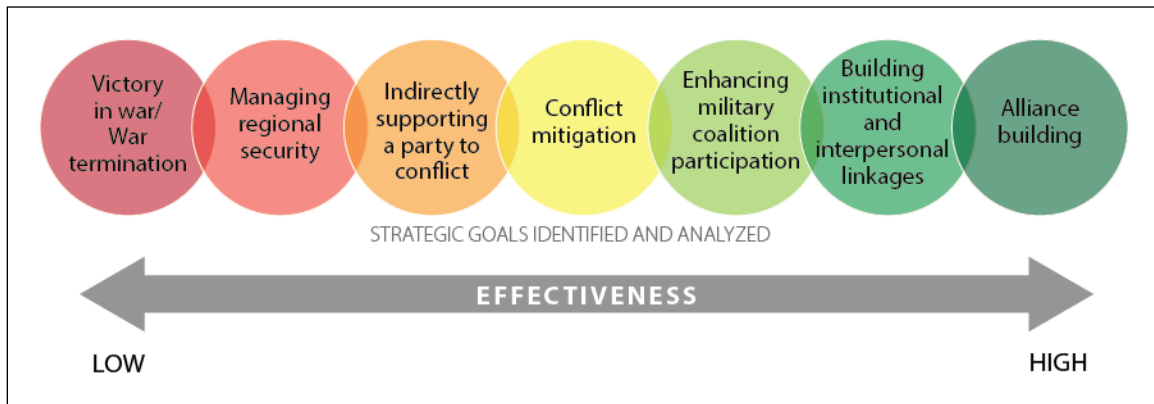 Victory
in war/
War
termination
Managing
regional
security
Indirectly
supporting
a party to
conflict
Conflict
mitigation
Enhancing
military
coalition
participation
Building
institutional
and
interpersonal
linkages
Alliance
building
STRATEGIC GOALS IDENTIFIED AND ANALYZED
EFFECTIVENESS
LOW
HIGH